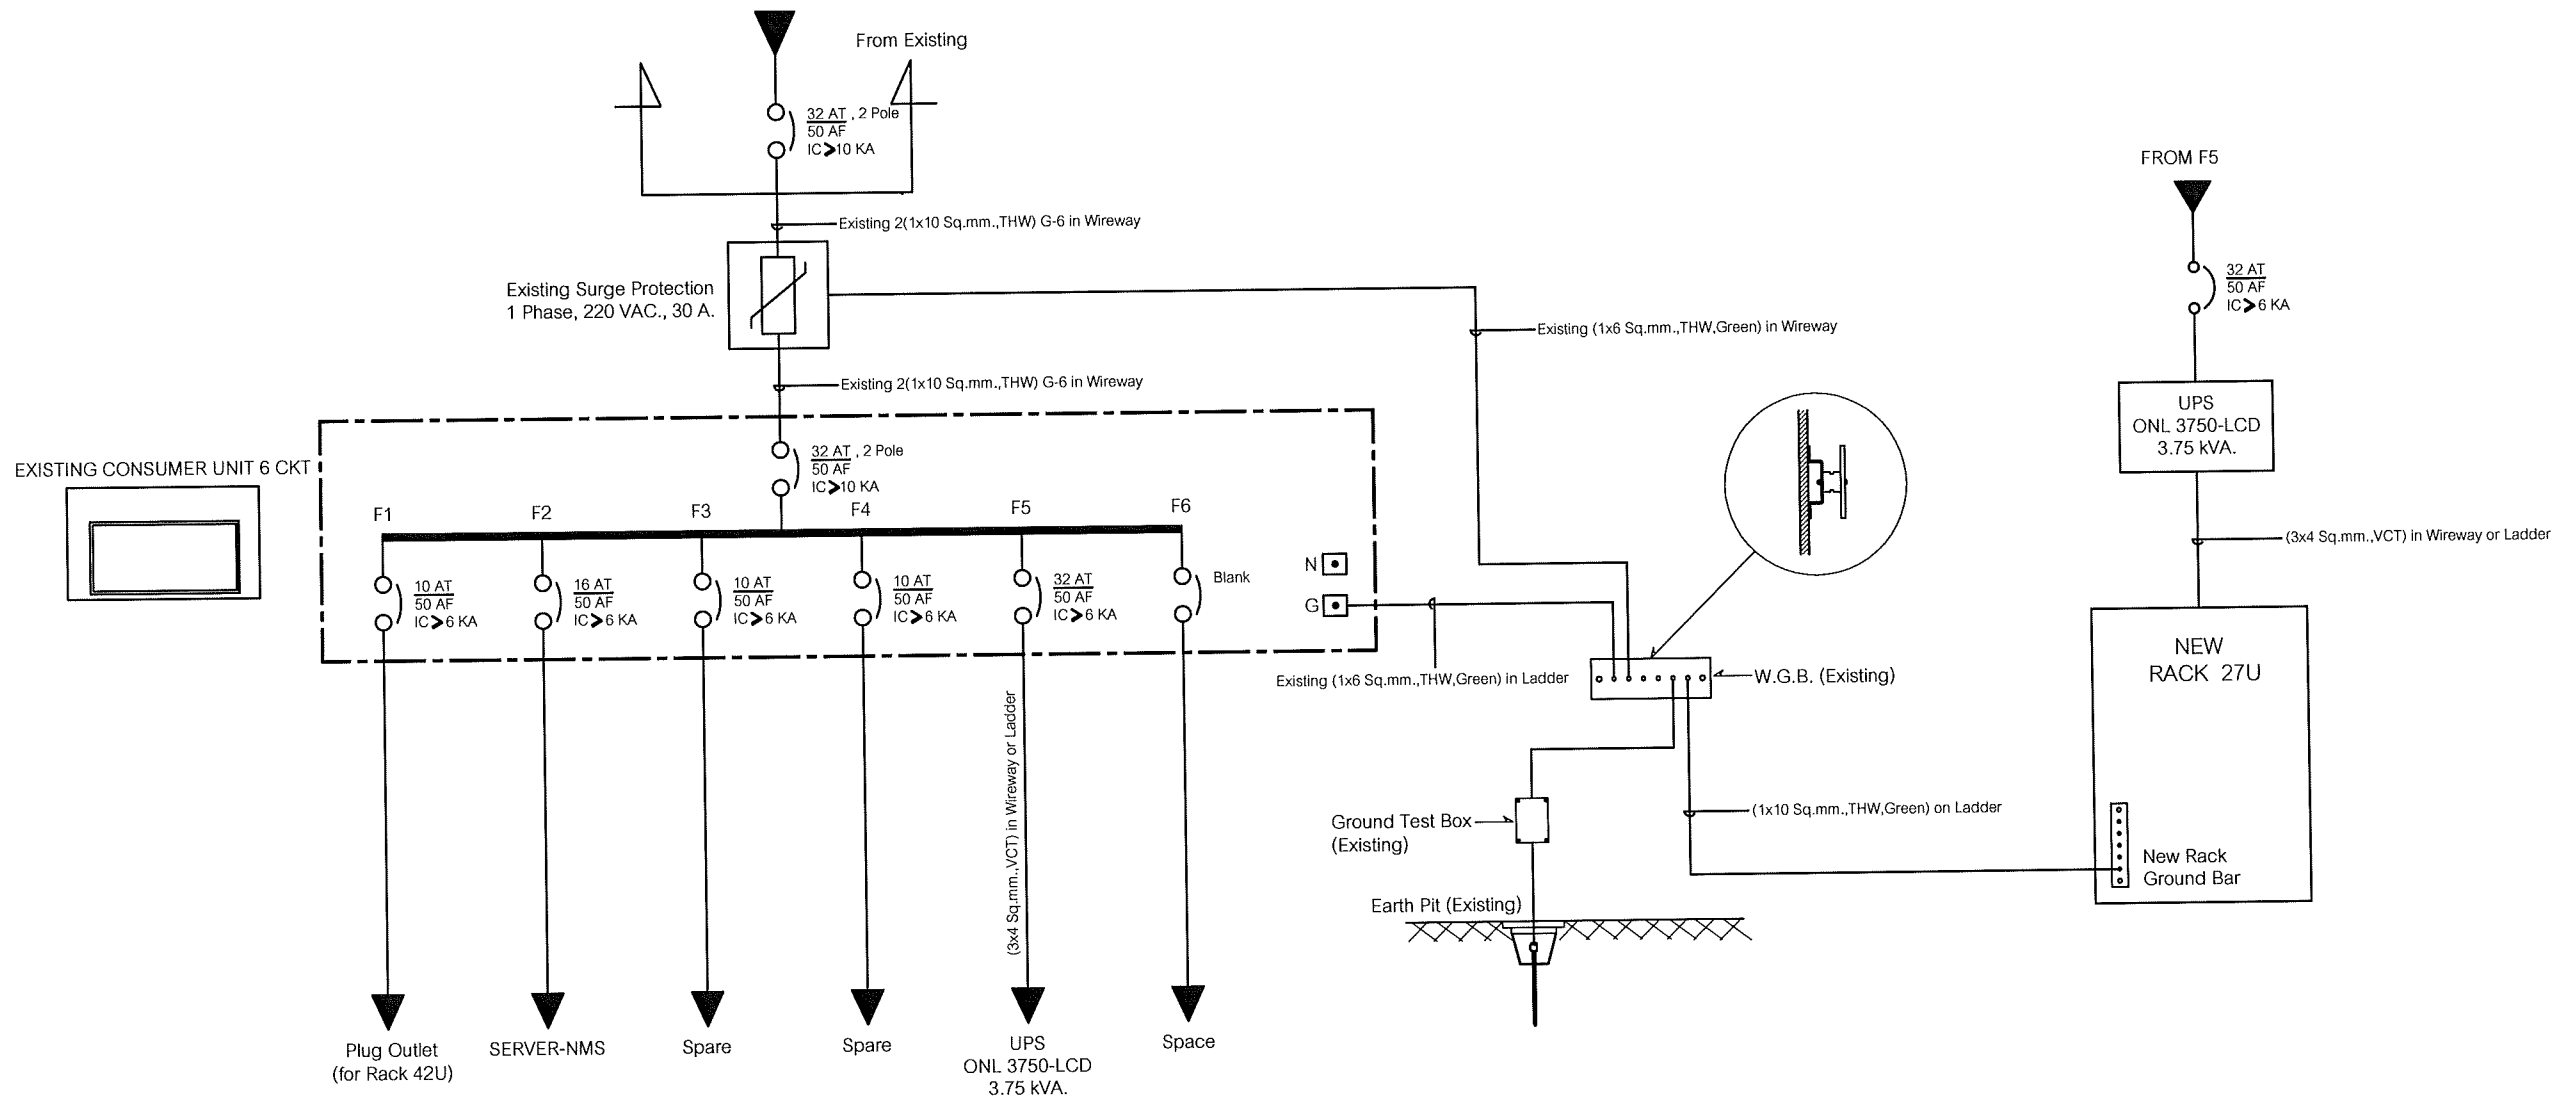 From Existing
32 AT , 2 Pole
50 AF
IC>10 KA
Existing 2(1x10 Sq.mm.,THW) G-6 in Wireway
Existing Surge Protection
1 Phase, 220 VAC., 30 A.
Existing 2(1x10 Sq.mm.,THW) G-6 in Wireway
EXISTING CONSUMER UNIT 6 CKT
32 AT , 2 Pole
50 AF
IC>10 KA
F1
F2
F3
F4
F5
F6
10 AT
50 AF
IC>6 KA
16 AT
50 AF
IC>6 KA
10 AT
50 AF
IC>6 KA
10 AT
50 AF
IC>6 KA
32 AT
50 AF
IC>6 KA
Blank
N
G
(3x4 Sq.mm.,VCT) in Wireway or Ladder
Plug Outlet
(for Rack 42U)
SERVER-NMS
Spare
Spare
UPS
ONL 3750-LCD
3.75 kVA.
Space
Existing (1x6 Sq.mm.,THW,Green) in Wireway
Existing (1x6 Sq.mm.,THW,Green) in Ladder
W.G.B. (Existing)
Ground Test Box
(Existing)
(1x10 Sq.mm.,THW,Green) on Ladder
Earth Pit (Existing)
FROM F5
32 AT
50 AF
IC>6 KA
UPS
ONL 3750-LCD
3.75 kVA.
(3x4 Sq.mm.,VCT) in Wireway or Ladder
NEW
RACK 27U
New Rack
Ground Bar